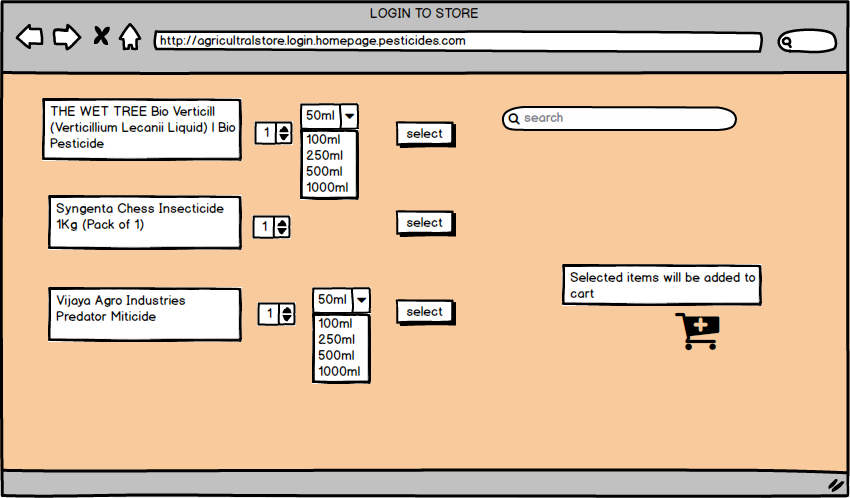 LOGIN TO STORE
http://agricultralstore.login.homepage.pesticides.com
THE WET TREE Bio Verticill
(Verticillium Lecanii Liquid) | Bio
Pesticide
1
50ml
100ml
250ml
500ml
1000ml
select
search
Syngenta Chess Insecticide
1Kg (Pack of 1)
1
select
Selected items will be added to
cart
Vijaya Agro Industries
Predator Miticide
1
50ml
100ml
250ml
500ml
1000ml
select